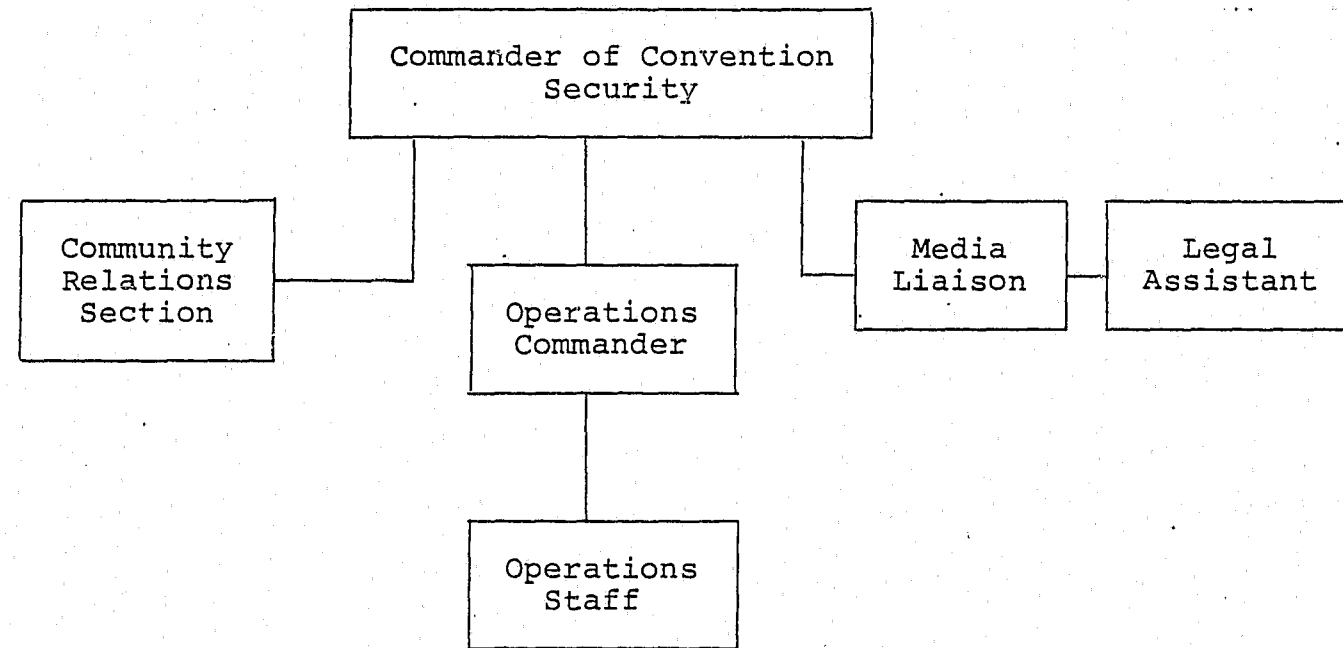 Commander of Convention
Security
Community
Relations
Section
Operations
Commander
Media
Liaison
Legal
Assistant
Operations
Staff